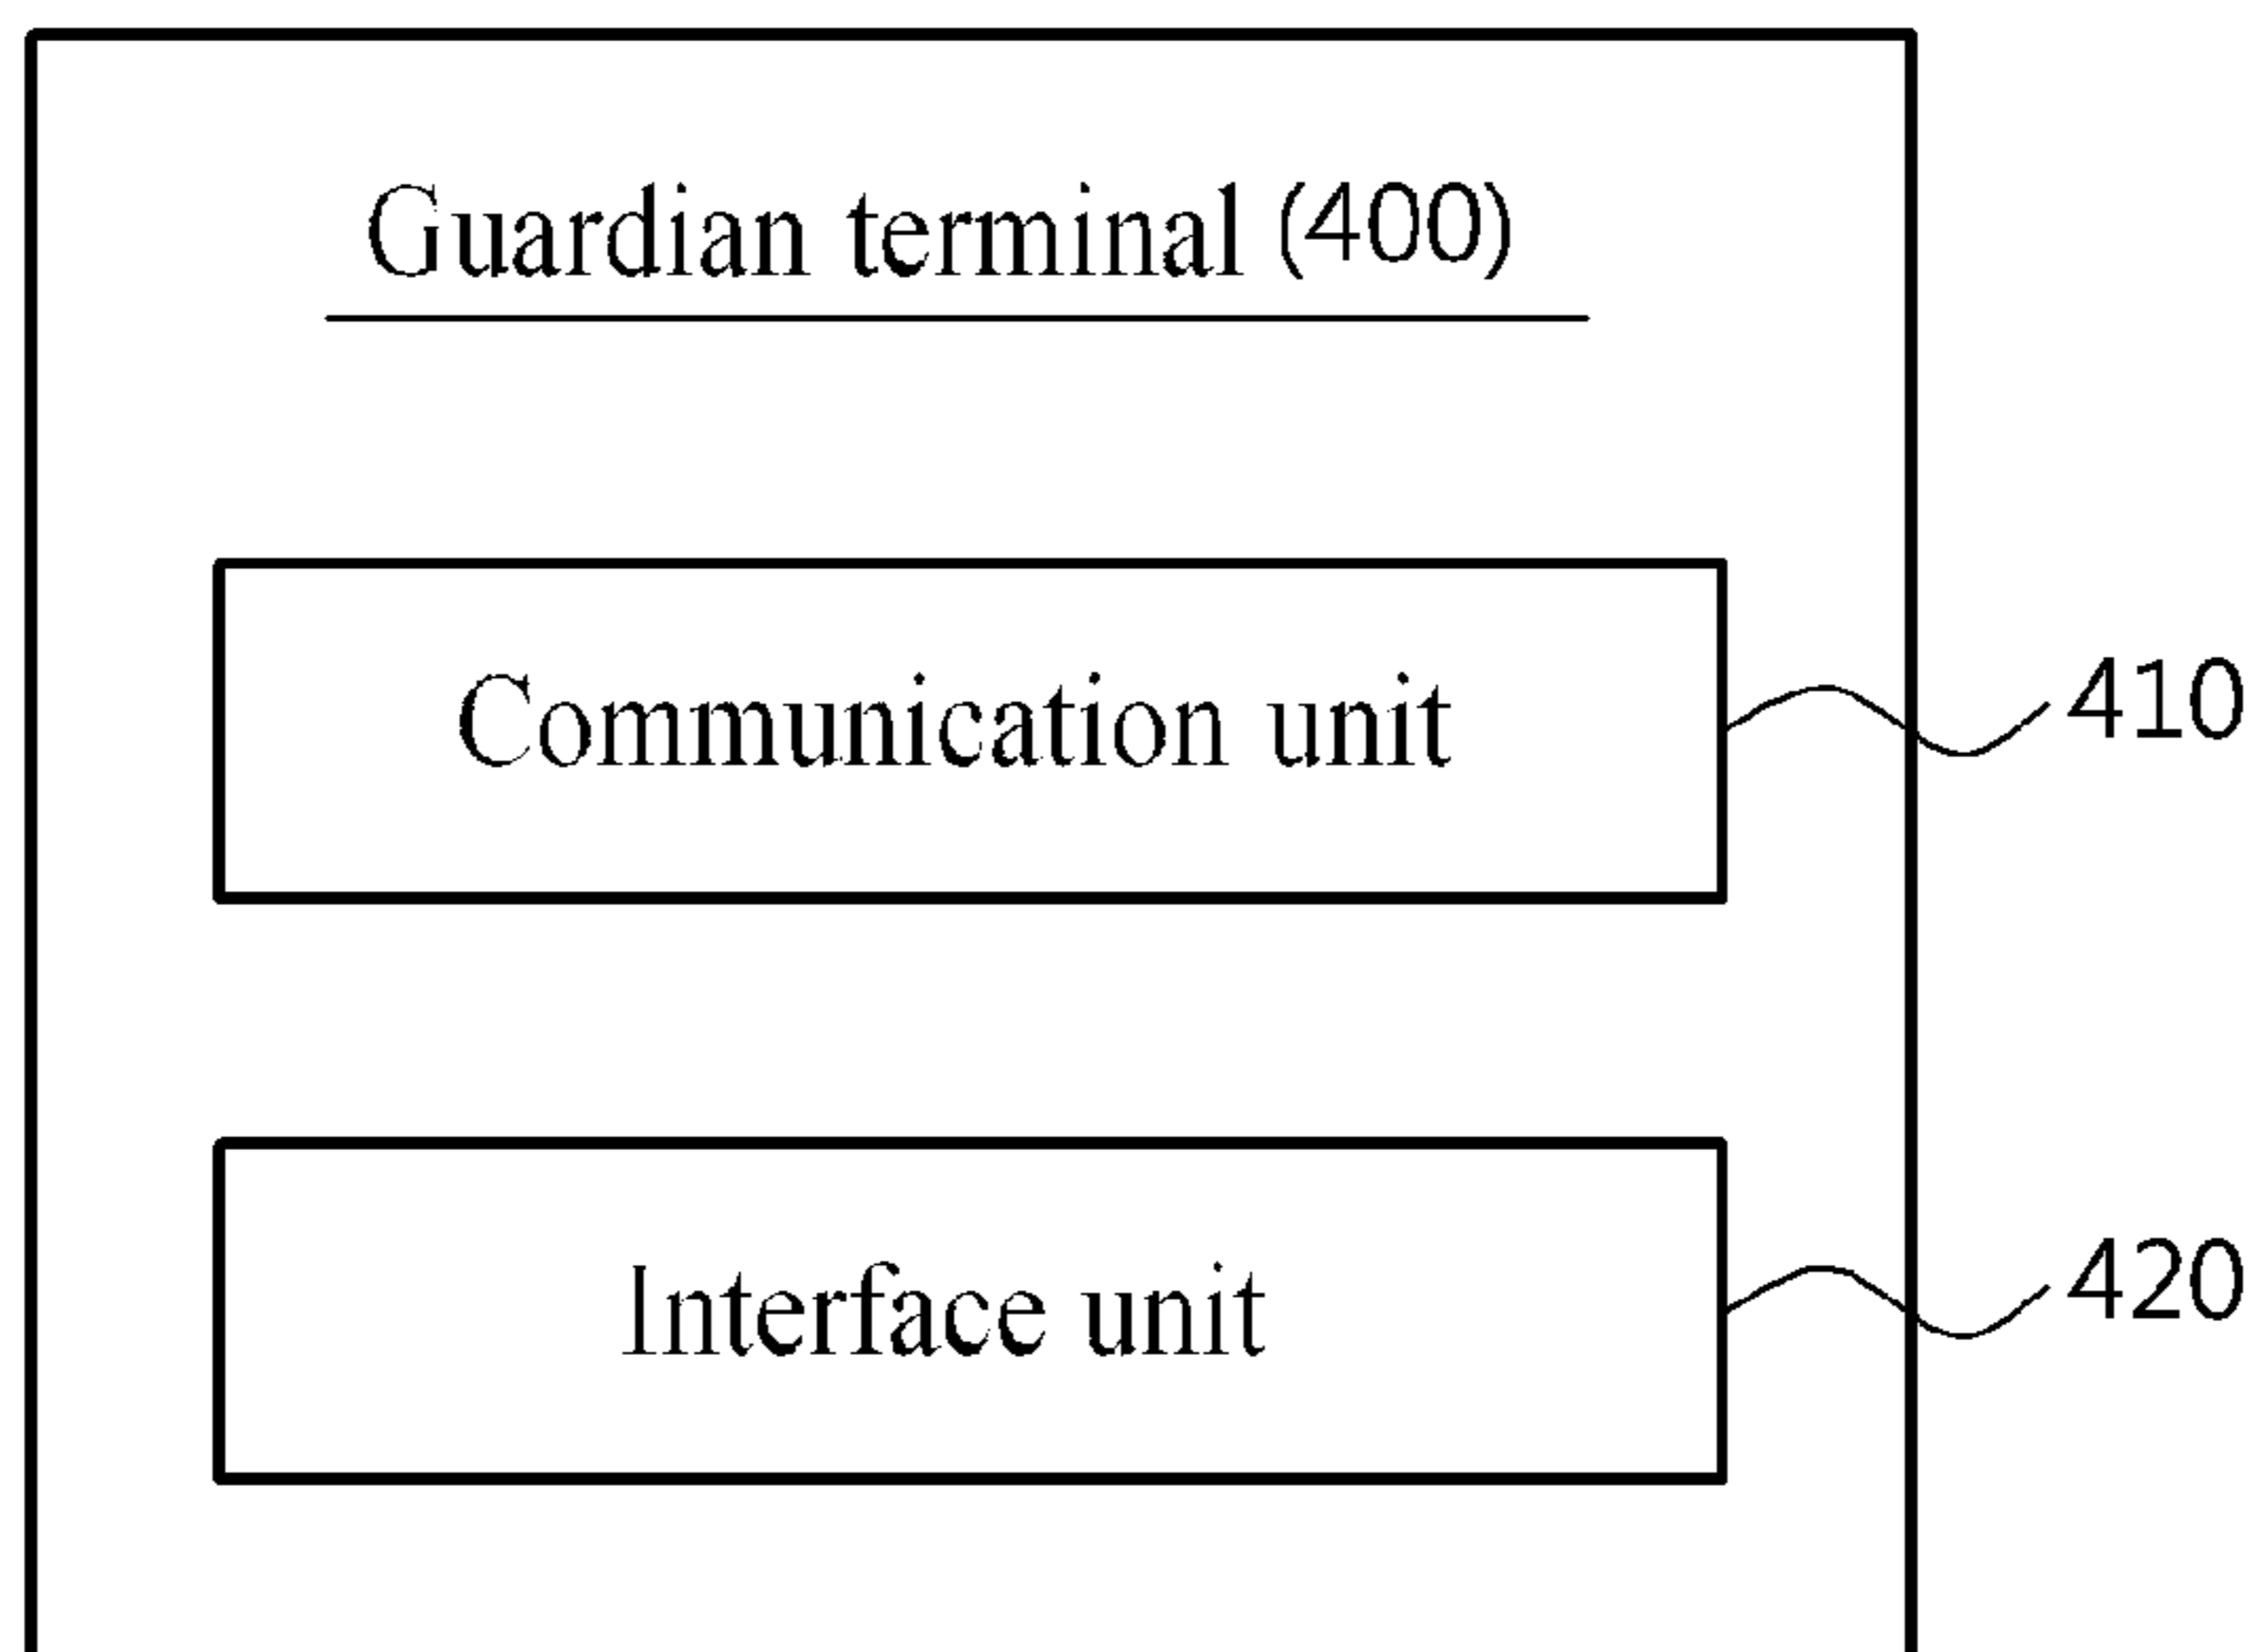 Guardian terminal (400)
Communication unit
410
Interface unit
420